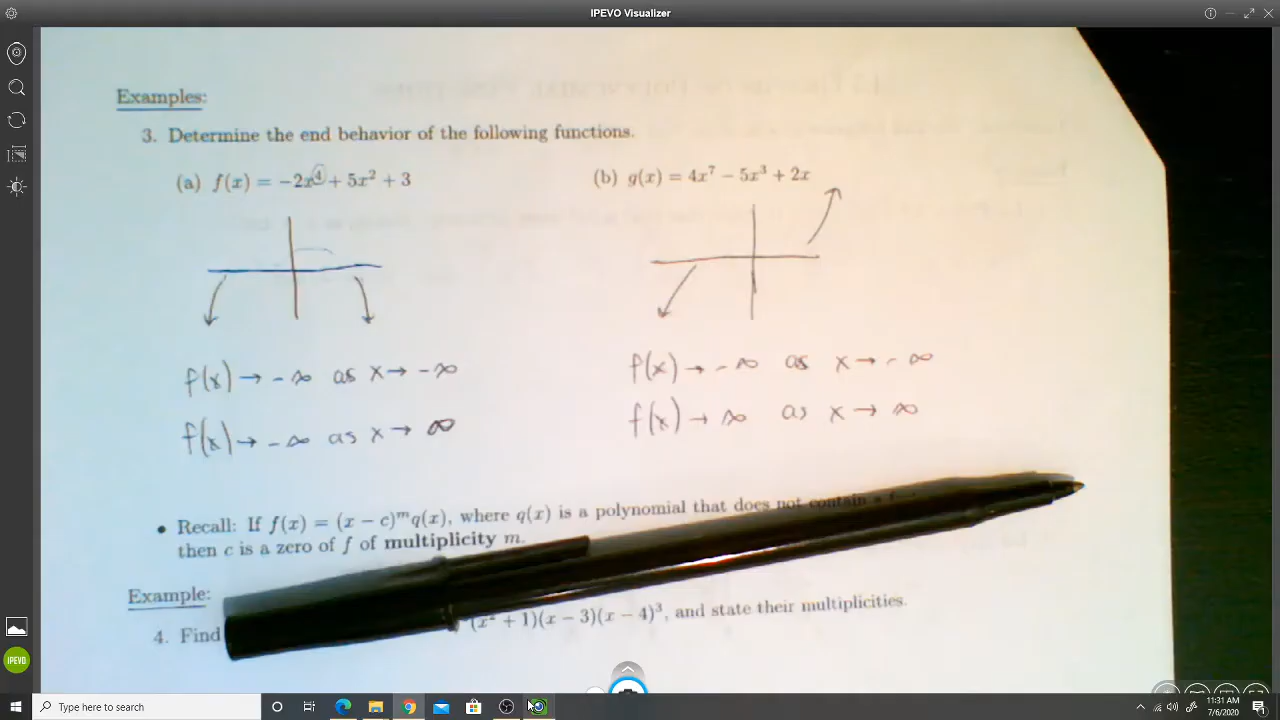 IPEVO Visualizer
Examples:
3. Determine the end behavior of the following functions.
(a) f(x) = −2x⁴ + 5x² + 3
(b) g(x) = 4x⁷ − 5x³ + 2x
f(x) → -∞ as x → -∞
f(x) → -∞ as x → ∞
f(x) → -∞ as x → -∞
f(x) → ∞ as x → ∞
• Recall: If f(x) = (x − c)ᵐq(x), where q(x) is a polynomial that does not contain a
then c is a zero of f of multiplicity m.
Example:
4. Find
(x² + 1)(x − 3)(x − 4)³, and state their multiplicities.
IPEVO
Type here to search
11:31 AM
7/6/2020